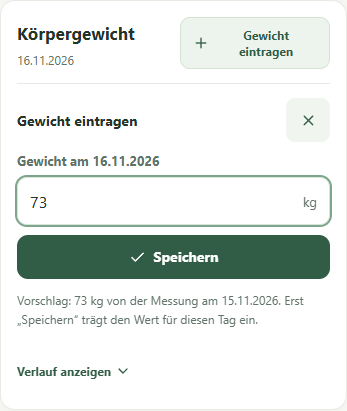 Körpergewicht
16.11.2026
Gewicht
eintragen
Gewicht eintragen
Gewicht am 16.11.2026
73 kg
Speichern
Vorschlag: 73 kg von der Messung am 15.11.2026. Erst
„Speichern“ trägt den Wert für diesen Tag ein.
Verlauf anzeigen